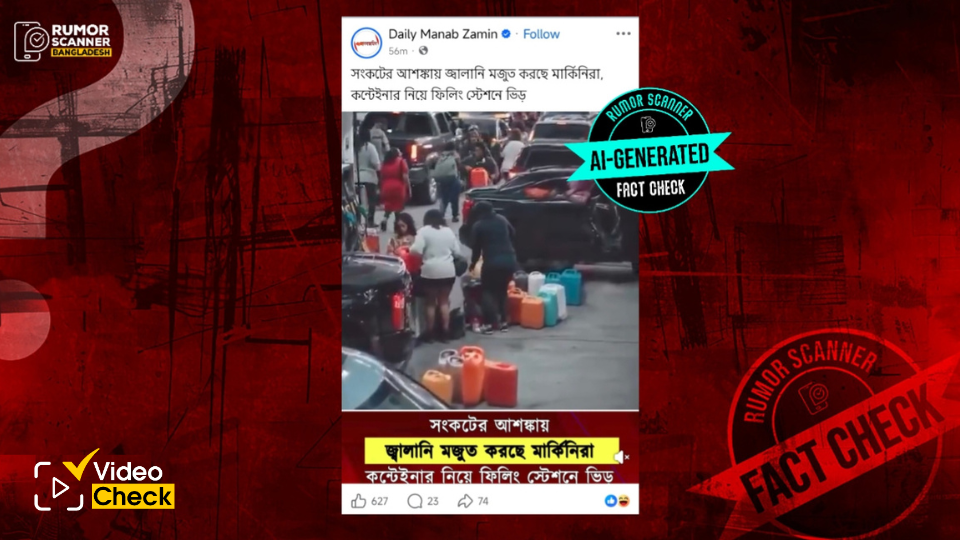 RUMOR
SCANNER
BANGLADESH
Daily Manab Zamin · Follow
56m ·
সংকটের আশঙ্কায় জ্বালানি মজুত করছে মার্কিনিরা,
কন্টেইনার নিয়ে ফিলিং স্টেশনে ভিড়
RUMOR SCANNER
AI-GENERATED
FACT CHECK
সংকটের আশঙ্কায়
জ্বালানি মজুত করছে মার্কিনিরা
কন্টেইনার নিয়ে ফিলিং স্টেশনে ভিড়
627 23 74
Video
Check
RUMOR SCANNER
FACT CHECK